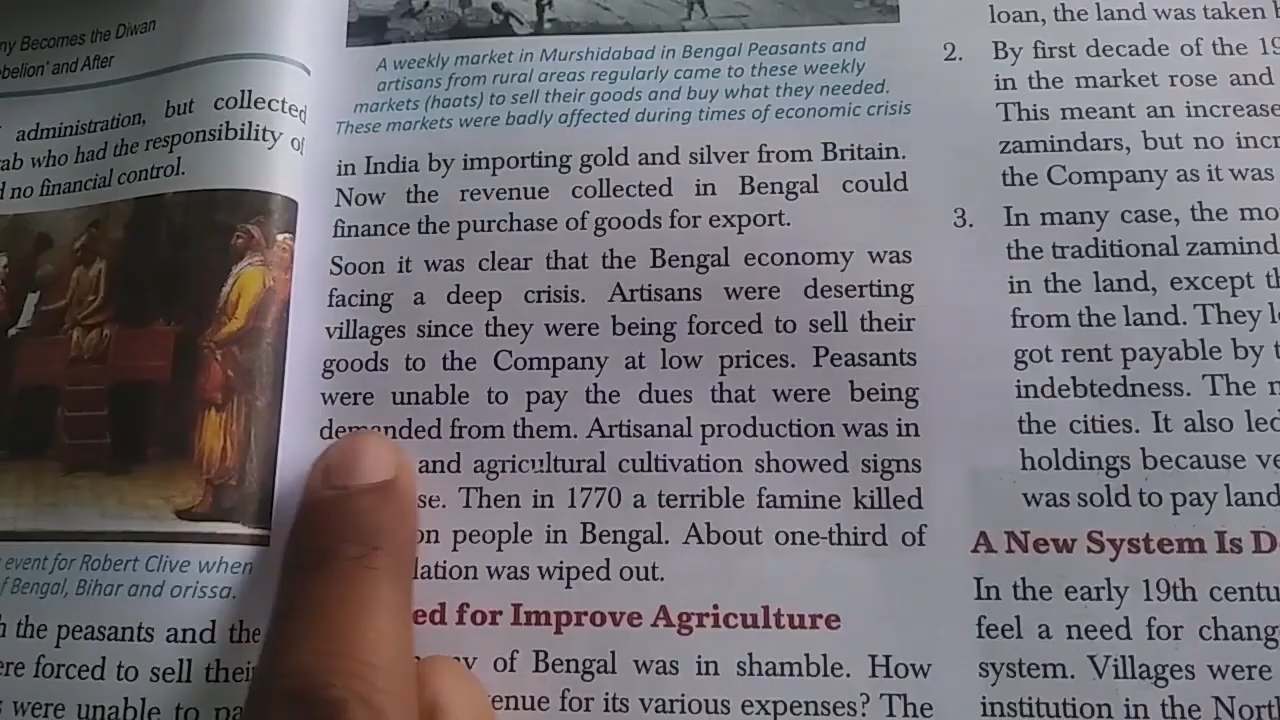 ny Becomes the Diwan
belion' and After
administration, but collected
ab who had the responsibility of
no financial control.
event for Robert Clive when
f Bengal, Bihar and orissa.
the peasants and the
ere forced to sell their
were unable to pa
A weekly market in Murshidabad in Bengal Peasants and
artisans from rural areas regularly came to these weekly
markets (haats) to sell their goods and buy what they needed.
These markets were badly affected during times of economic crisis
in India by importing gold and silver from Britain.
Now the revenue collected in Bengal could
finance the purchase of goods for export.
Soon it was clear that the Bengal economy was
facing a deep crisis. Artisans were deserting
villages since they were being forced to sell their
goods to the Company at low prices. Peasants
were unable to pay the dues that were being
demanded from them. Artisanal production was in
and agricultural cultivation showed signs
se. Then in 1770 a terrible famine killed
on people in Bengal. About one-third of
lation was wiped out.
ed for Improve Agriculture
of Bengal was in shamble. How
enue for its various expenses? The
loan, the land was taken
2. By first decade of the 19
in the market rose and
This meant an increase
zamindars, but no incr
the Company as it was
3. In many case, the mo
the traditional zamind
in the land, except th
from the land. They l
got rent payable by t
indebtedness. The
the cities. It also led
holdings because ve
was sold to pay land
A New System Is D
In the early 19th centu
feel a need for chang
system. Villages were
institution in the North